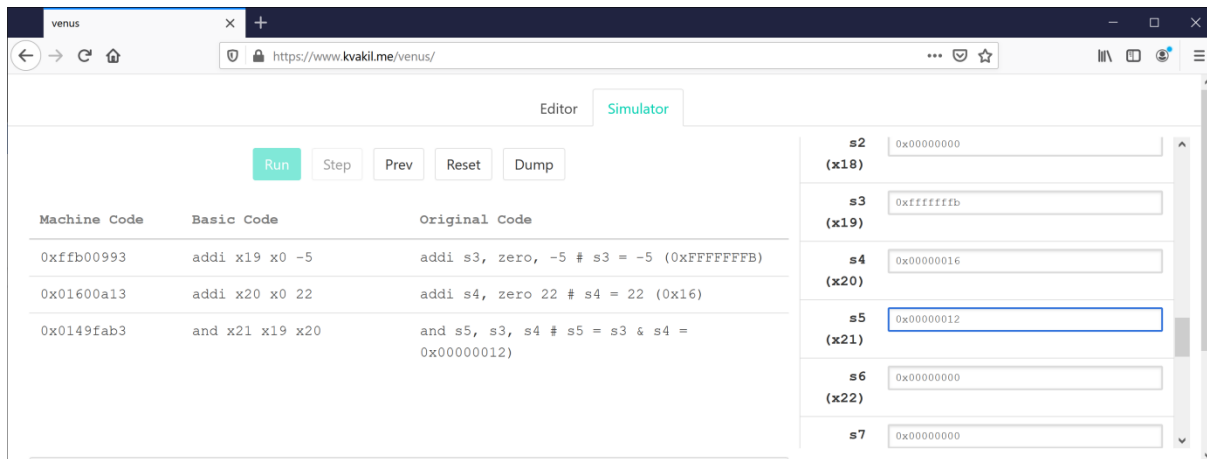 venus
https://www.kvakil.me/venus/
Editor Simulator
Run Step Prev Reset Dump
Machine Code Basic Code Original Code
0xffb00993 addi x19 x0 -5 addi s3, zero, -5 # s3 = -5 (0xFFFFFFFB)
0x01600a13 addi x20 x0 22 addi s4, zero 22 # s4 = 22 (0x16)
0x0149fab3 and x21 x19 x20 and s5, s3, s4 # s5 = s3 & s4 =
0x00000012)
s2 0x00000000
(x18)
s3 0xfffffffb
(x19)
s4 0x00000016
(x20)
s5 0x00000012
(x21)
s6 0x00000000
(x22)
s7 0x00000000